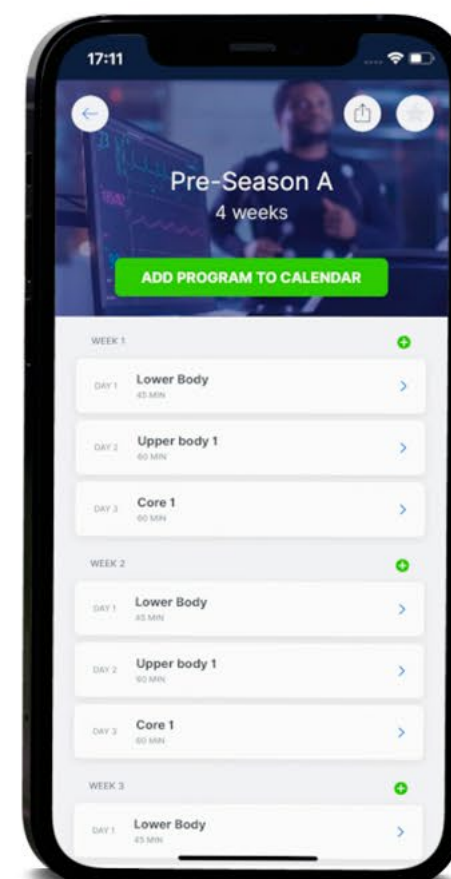 17:11
Pre-Season A
4 weeks
ADD PROGRAM TO CALENDAR
WEEK 1
DAY 1
Lower Body
45 MIN
DAY 2
Upper body 1
60 MIN
DAY 3
Core 1
60 MIN
WEEK 2
DAY 1
Lower Body
45 MIN
DAY 2
Upper body 1
60 MIN
DAY 3
Core 1
60 MIN
WEEK 3
DAY 1
Lower Body
45 MIN